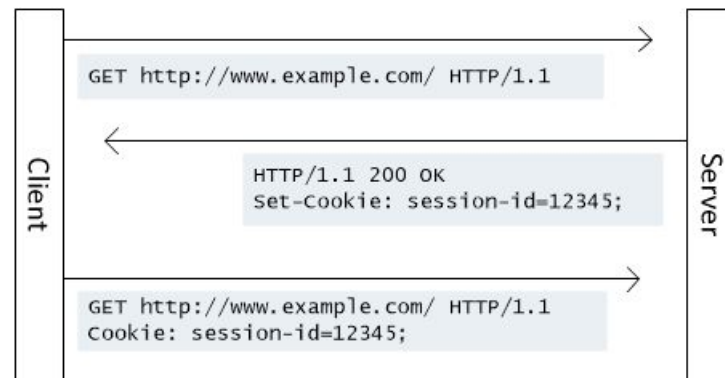 GET http://www.example.com/ HTTP/1.1
Client
HTTP/1.1 200 OK
Set-Cookie: session-id=12345;
Server
GET http://www.example.com/ HTTP/1.1
Cookie: session-id=12345;